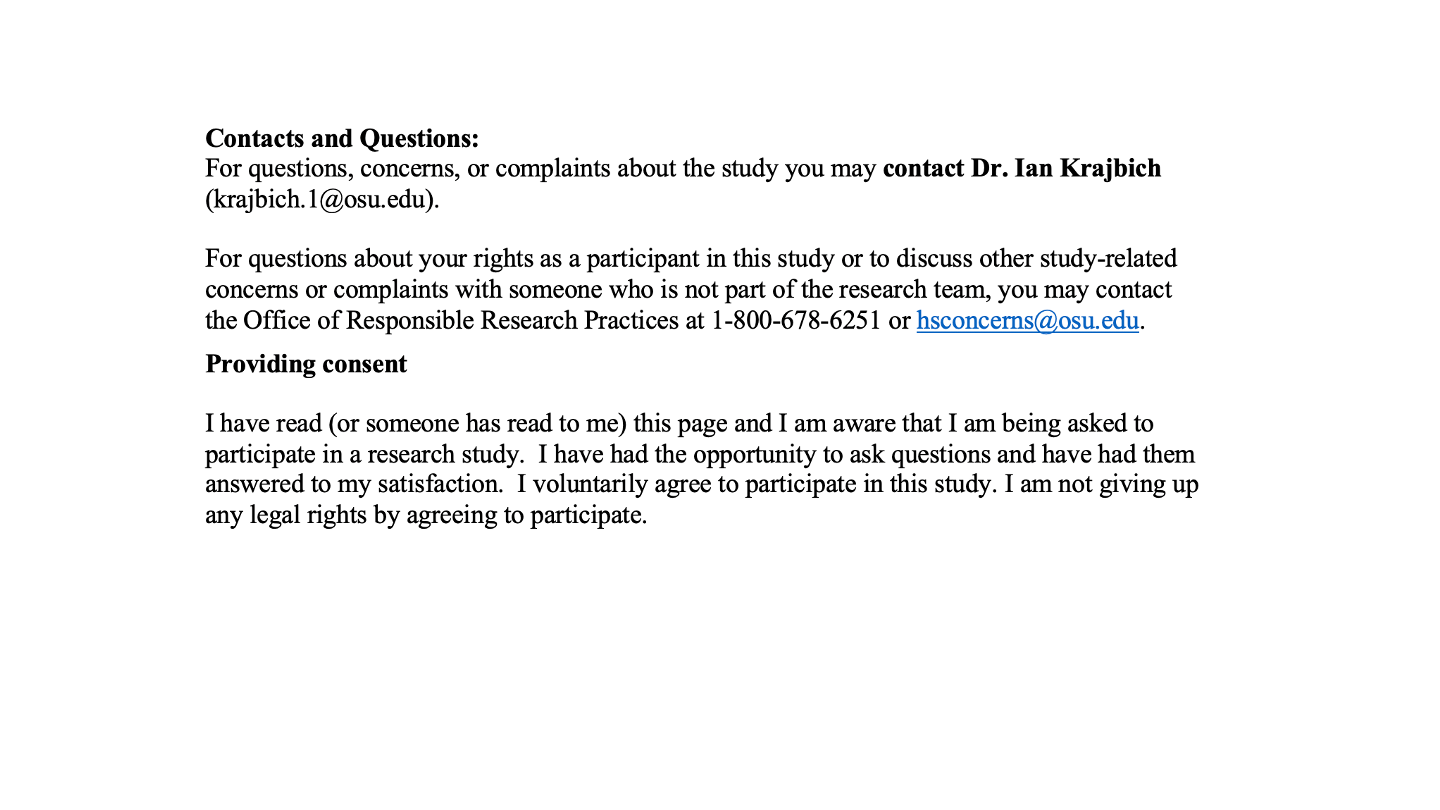 Contacts and Questions:
For questions, concerns, or complaints about the study you may contact Dr. Ian Krajbich
(krajbich.1@osu.edu).
For questions about your rights as a participant in this study or to discuss other study-related
concerns or complaints with someone who is not part of the research team, you may contact
the Office of Responsible Research Practices at 1-800-678-6251 or hsconcerns@osu.edu.
Providing consent
I have read (or someone has read to me) this page and I am aware that I am being asked to
participate in a research study.  I have had the opportunity to ask questions and have had them
answered to my satisfaction.  I voluntarily agree to participate in this study. I am not giving up
any legal rights by agreeing to participate.